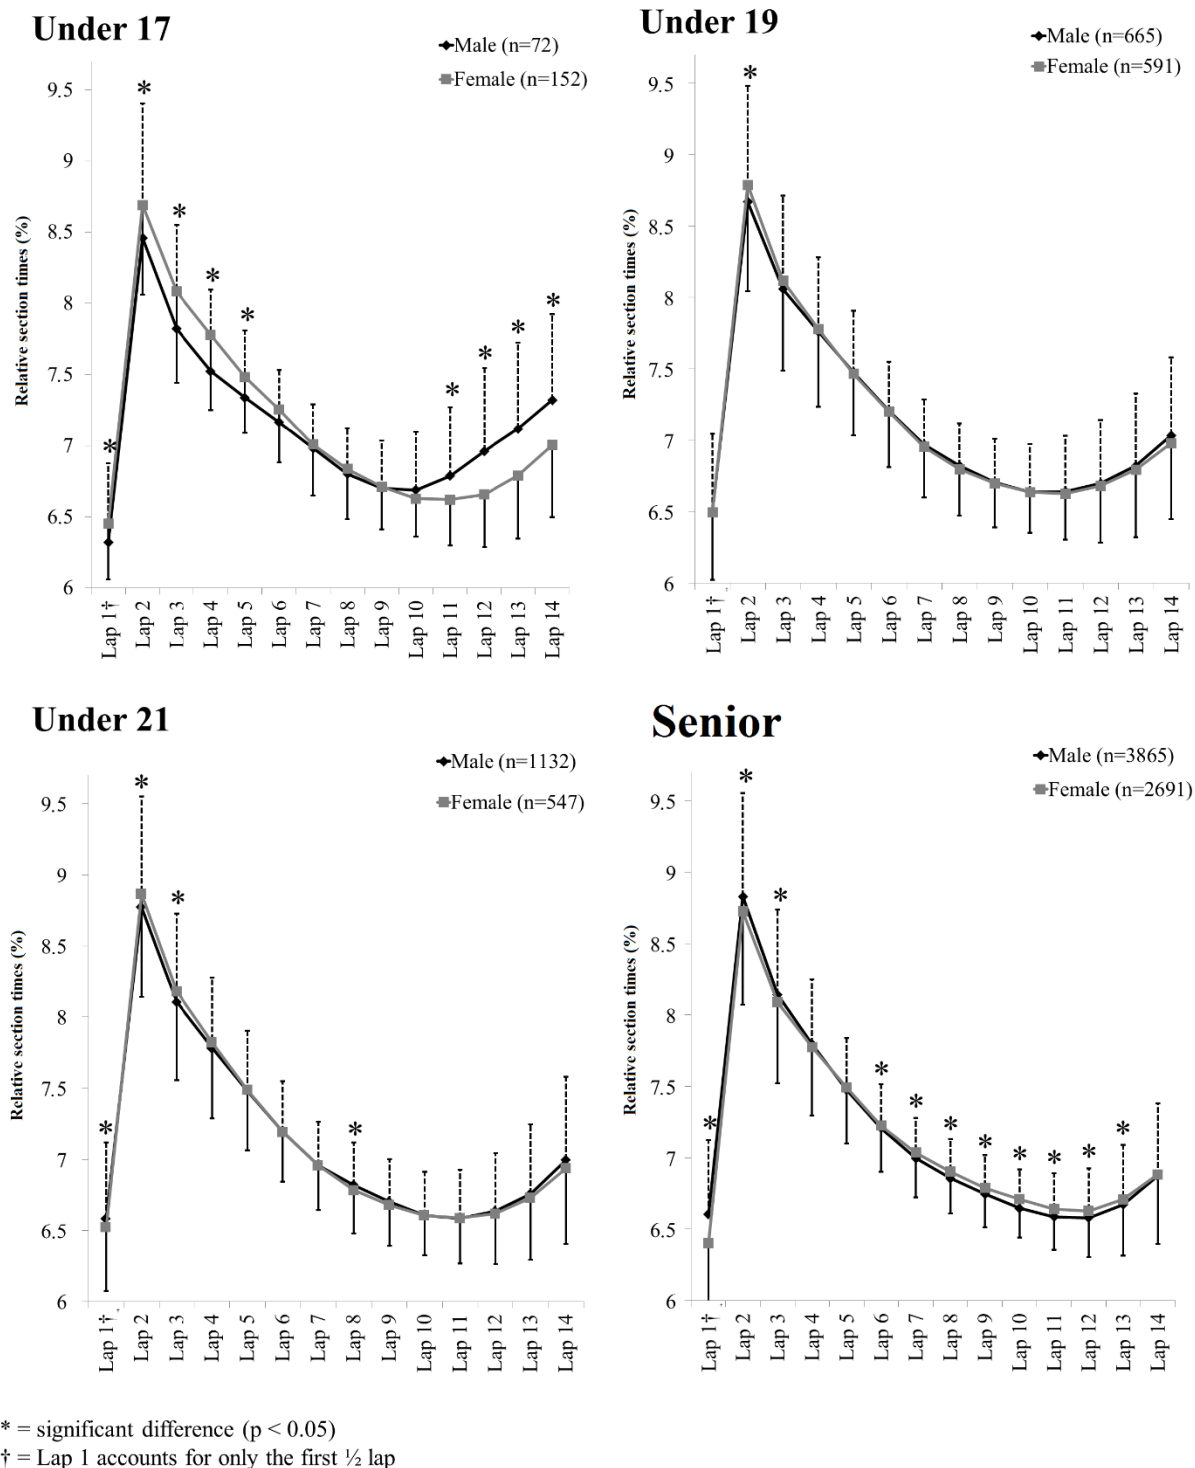 Under 17
Male (n=72)
Female (n=152)
Relative section times (%)
9.5
9
8.5
8
7.5
7
6.5
6
* * * * * * * * * *
Lap 1† Lap 2 Lap 3 Lap 4 Lap 5 Lap 6 Lap 7 Lap 8 Lap 9 Lap 10 Lap 11 Lap 12 Lap 13 Lap 14
Under 19
Male (n=665)
Female (n=591)
Relative section times (%)
9.5
9
8.5
8
7.5
7
6.5
6
*
Lap 1† Lap 2 Lap 3 Lap 4 Lap 5 Lap 6 Lap 7 Lap 8 Lap 9 Lap 10 Lap 11 Lap 12 Lap 13 Lap 14
Under 21
Male (n=1132)
Female (n=547)
Relative section times (%)
9.5
9
8.5
8
7.5
7
6.5
6
* * * *
Lap 1† Lap 2 Lap 3 Lap 4 Lap 5 Lap 6 Lap 7 Lap 8 Lap 9 Lap 10 Lap 11 Lap 12 Lap 13 Lap 14
Senior
Male (n=3865)
Female (n=2691)
Relative section times (%)
9.5
9
8.5
8
7.5
7
6.5
6
* * * * * * * * * * *
Lap 1† Lap 2 Lap 3 Lap 4 Lap 5 Lap 6 Lap 7 Lap 8 Lap 9 Lap 10 Lap 11 Lap 12 Lap 13 Lap 14
* = significant difference (p < 0.05)
† = Lap 1 accounts for only the first ½ lap